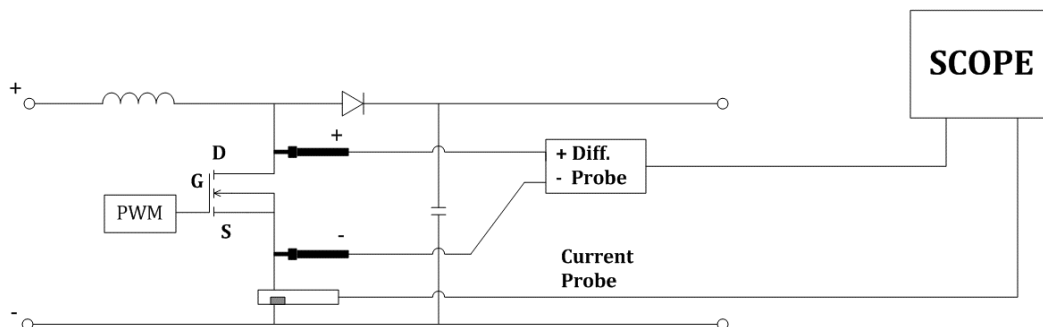 SCOPE
+
+
D
+ Diff.
G
- Probe
PWM
S
-
Current
Probe
-